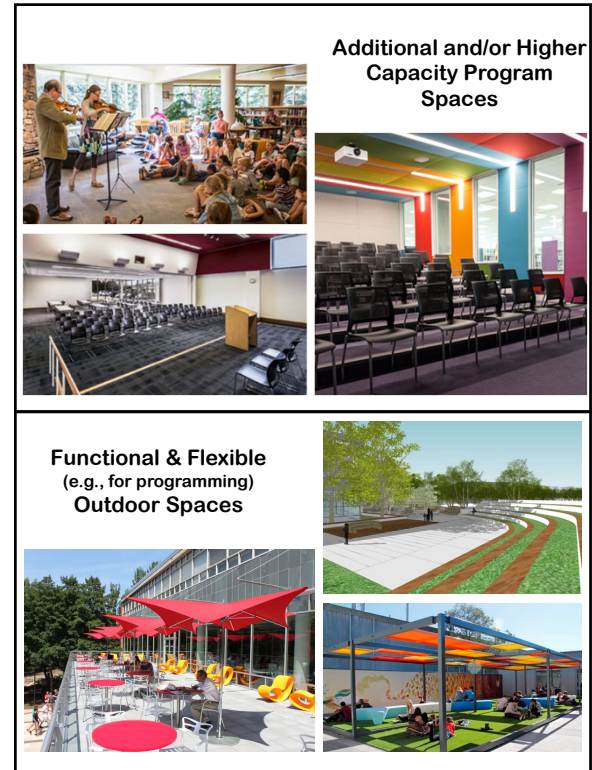 Additional and/or Higher
Capacity Program
Spaces
Functional & Flexible
(e.g., for programming)
Outdoor Spaces